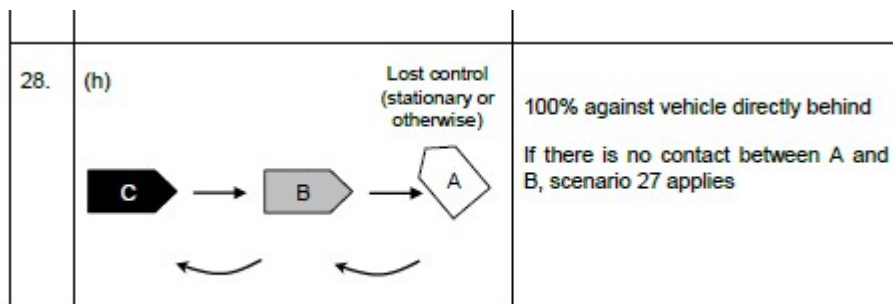 28.
(h)
Lost control
(stationary or
otherwise)
C
B
A
100% against vehicle directly behind
If there is no contact between A and
B, scenario 27 applies